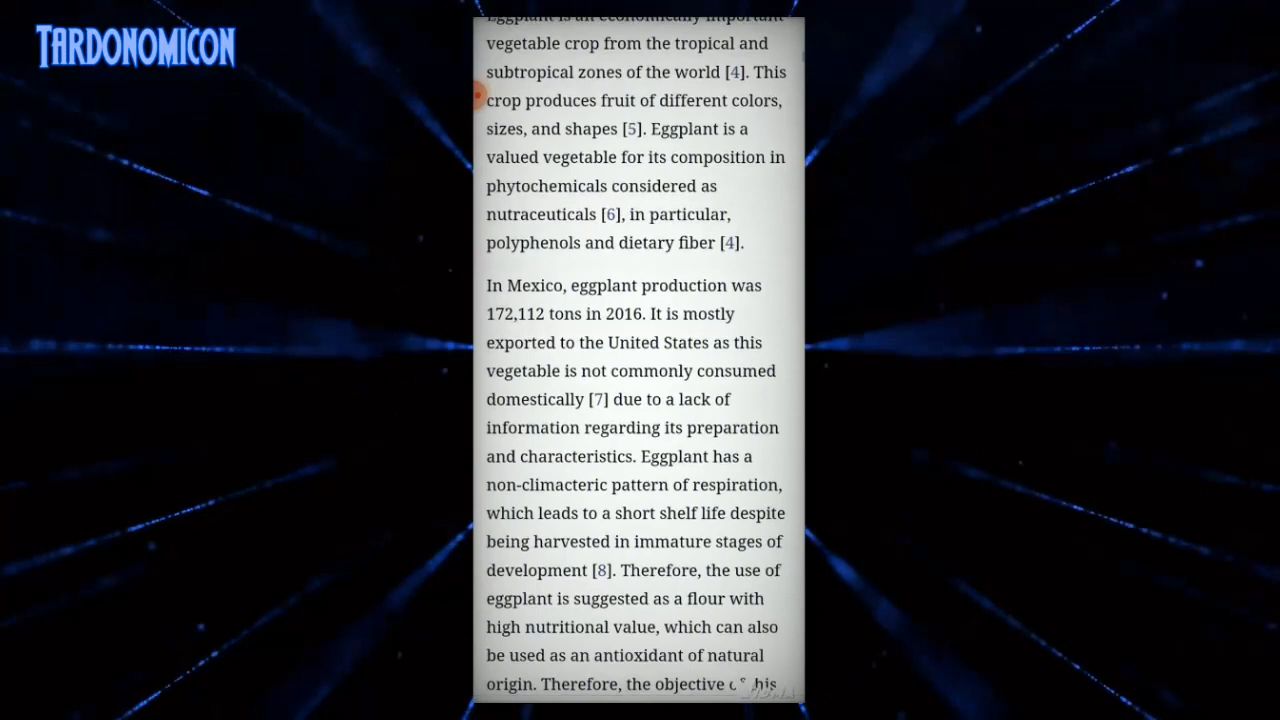 TARDONOMICON
Eggplant is an economically important
vegetable crop from the tropical and
subtropical zones of the world [4]. This
crop produces fruit of different colors,
sizes, and shapes [5]. Eggplant is a
valued vegetable for its composition in
phytochemicals considered as
nutraceuticals [6], in particular,
polyphenols and dietary fiber [4].
In Mexico, eggplant production was
172,112 tons in 2016. It is mostly
exported to the United States as this
vegetable is not commonly consumed
domestically [7] due to a lack of
information regarding its preparation
and characteristics. Eggplant has a
non-climacteric pattern of respiration,
which leads to a short shelf life despite
being harvested in immature stages of
development [8]. Therefore, the use of
eggplant is suggested as a flour with
high nutritional value, which can also
be used as an antioxidant of natural
origin. Therefore, the objective